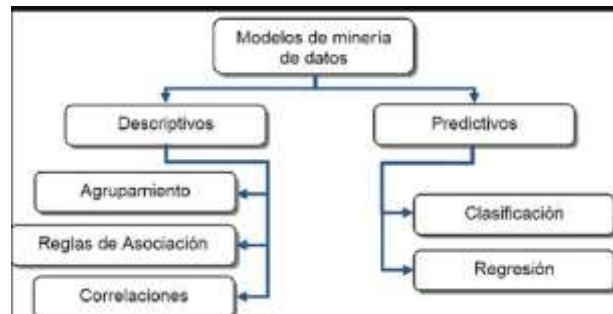 Modelos de minería
de datos
Descriptivos
Predictivos
Agrupamiento
Reglas de Asociación
Correlaciones
Clasificación
Regresión